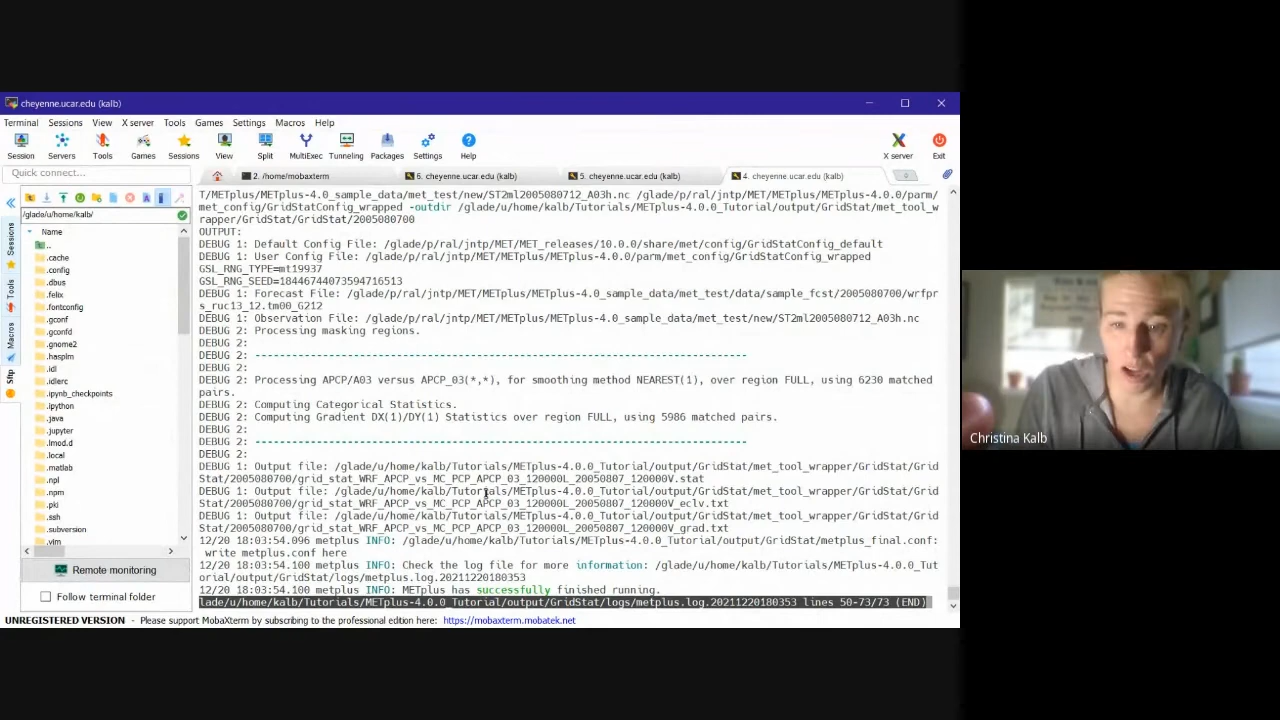 cheyenne.ucar.edu (kalb)
Terminal Sessions View X server Tools Games Settings Macros Help
Session Servers Tools Games Sessions View Split MultiExec Tunneling Packages Settings Help X server Exit
Quick connect...
2. /home/mobaxterm
6. cheyenne.ucar.edu (kalb)
5. cheyenne.ucar.edu (kalb)
4. cheyenne.ucar.edu (kalb)
/glade/u/home/kalb/
Sessions
Tools
Macros
Sftp
Name
..
.cache
.config
.dbus
.felix
.fontconfig
.gconf
.gconfd
.gnome2
.hasplm
.idl
.idlerc
.ipynb_checkpoints
.ipython
.java
.jupyter
.lmod.d
.local
.matlab
.npl
.npm
.pki
.ssh
.subversion
.vim
Remote monitoring
Follow terminal folder
T/METplus/METplus-4.0_sample_data/met_test/new/ST2ml2005080712_A03h.nc /glade/p/ral/jntp/MET/METplus/METplus-4.0.0/parm/
met_config/GridStatConfig_wrapped -outdir /glade/u/home/kalb/Tutorials/METplus-4.0.0_Tutorial/output/GridStat/met_tool_w
rapper/GridStat/GridStat/2005080700
OUTPUT:
DEBUG 1: Default Config File: /glade/p/ral/jntp/MET/MET_releases/10.0.0/share/met/config/GridStatConfig_default
DEBUG 1: User Config File: /glade/p/ral/jntp/MET/METplus/METplus-4.0.0/parm/met_config/GridStatConfig_wrapped
GSL_RNG_TYPE=mt19937
GSL_RNG_SEED=18446744073594716513
DEBUG 1: Forecast File: /glade/p/ral/jntp/MET/METplus/METplus-4.0_sample_data/met_test/data/sample_fcst/2005080700/wrfpr
s_ruc13_12.tm00_G212
DEBUG 1: Observation File: /glade/p/ral/jntp/MET/METplus/METplus-4.0_sample_data/met_test/new/ST2ml2005080712_A03h.nc
DEBUG 2: Processing masking regions.
DEBUG 2:
DEBUG 2: --------------------------------------------------------------------------------
DEBUG 2:
DEBUG 2: Processing APCP/A03 versus APCP_03(*,*), for smoothing method NEAREST(1), over region FULL, using 6230 matched
pairs.
DEBUG 2: Computing Categorical Statistics.
DEBUG 2: Computing Gradient DX(1)/DY(1) Statistics over region FULL, using 5986 matched pairs.
DEBUG 2:
DEBUG 2: --------------------------------------------------------------------------------
DEBUG 2:
DEBUG 1: Output file: /glade/u/home/kalb/Tutorials/METplus-4.0.0_Tutorial/output/GridStat/met_tool_wrapper/GridStat/Grid
Stat/2005080700/grid_stat_WRF_APCP_vs_MC_PCP_APCP_03_120000L_20050807_120000V.stat
DEBUG 1: Output file: /glade/u/home/kalb/Tutorials/METplus-4.0.0_Tutorial/output/GridStat/met_tool_wrapper/GridStat/Grid
Stat/2005080700/grid_stat_WRF_APCP_vs_MC_PCP_APCP_03_120000L_20050807_120000V_eclv.txt
DEBUG 1: Output file: /glade/u/home/kalb/Tutorials/METplus-4.0.0_Tutorial/output/GridStat/met_tool_wrapper/GridStat/Grid
Stat/2005080700/grid_stat_WRF_APCP_vs_MC_PCP_APCP_03_120000L_20050807_120000V_grad.txt
12/20 18:03:54.096 metplus INFO: /glade/u/home/kalb/Tutorials/METplus-4.0.0_Tutorial/output/GridStat/metplus_final.conf:
write metplus.conf here
12/20 18:03:54.100 metplus INFO: Check the log file for more information: /glade/u/home/kalb/Tutorials/METplus-4.0.0_Tut
orial/output/GridStat/logs/metplus.log.20211220180353
12/20 18:03:54.100 metplus INFO: METplus has successfully finished running.
lade/u/home/kalb/Tutorials/METplus-4.0.0_Tutorial/output/GridStat/logs/metplus.log.20211220180353 lines 50-73/73 (END)
UNREGISTERED VERSION - Please support MobaXterm by subscribing to the professional edition here: https://mobaxterm.mobatek.net
Christina Kalb